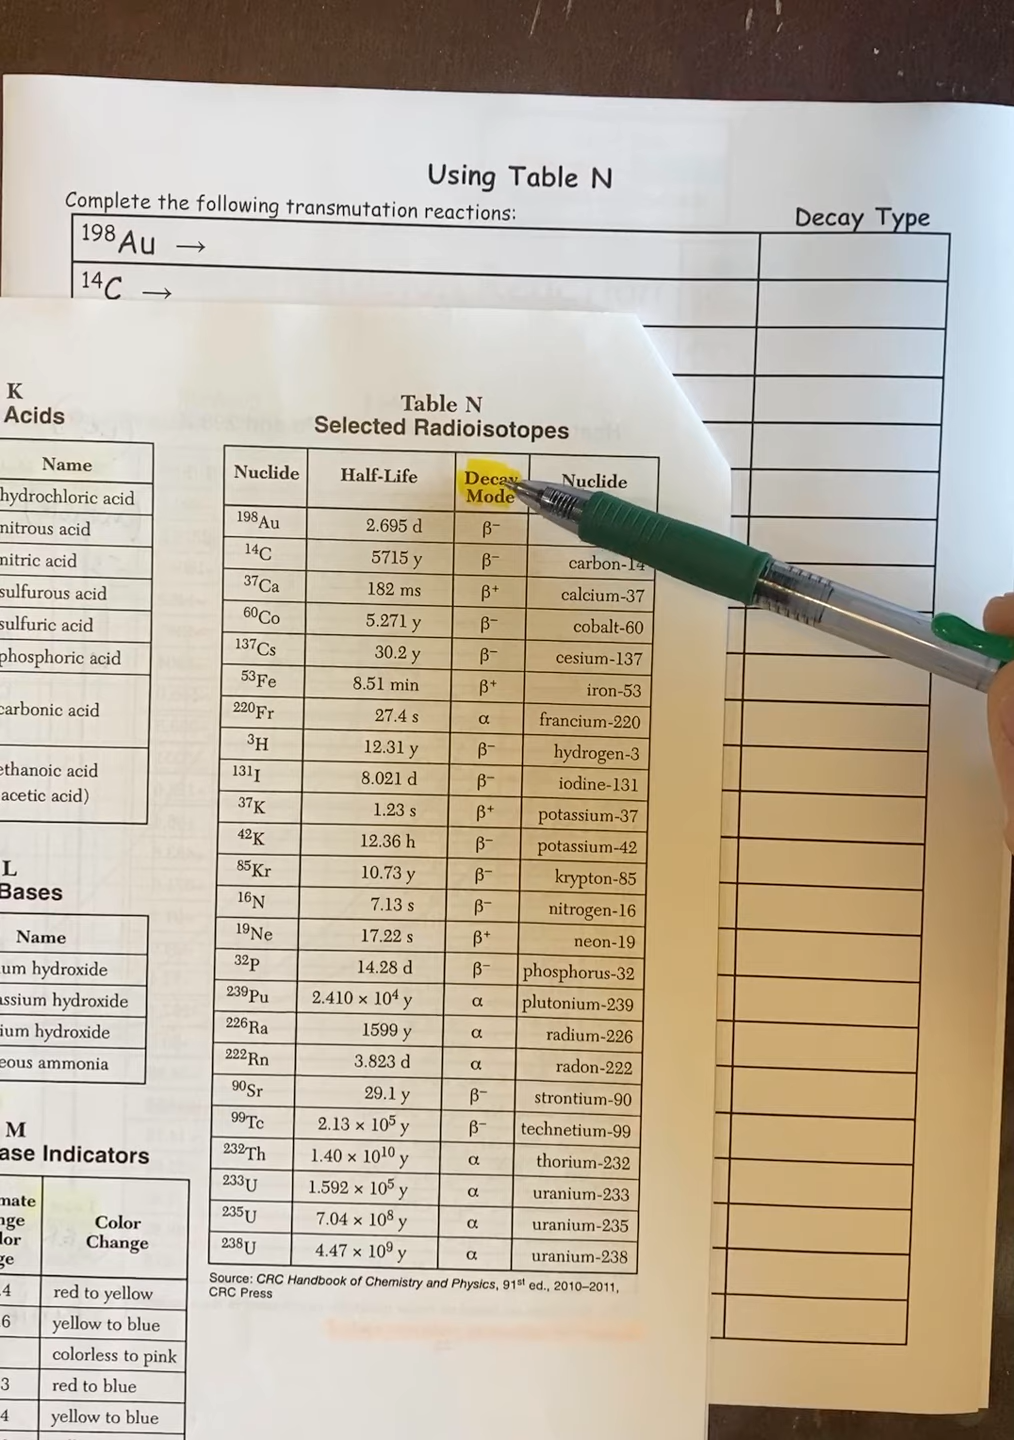 Using Table N
Complete the following transmutation reactions:
Decay Type
¹⁹⁸Au →
¹⁴C →
K
Acids
Name
hydrochloric acid
nitrous acid
nitric acid
sulfurous acid
sulfuric acid
phosphoric acid
carbonic acid
ethanoic acid
acetic acid)
L
Bases
Name
hydroxide
hydroxide
hydroxide
ammonia
M
Indicators
Color
Change
.4 red to yellow
6 yellow to blue
colorless to pink
3 red to blue
4 yellow to blue
Table N
Selected Radioisotopes
Nuclide Half-Life Decay Mode Nuclide
¹⁹⁸Au 2.695 d β⁻
¹⁴C 5715 y β⁻ carbon-14
³⁷Ca 182 ms β⁺ calcium-37
⁶⁰Co 5.271 y β⁻ cobalt-60
¹³⁷Cs 30.2 y β⁻ cesium-137
⁵³Fe 8.51 min β⁺ iron-53
²²⁰Fr 27.4 s α francium-220
³H 12.31 y β⁻ hydrogen-3
¹³¹I 8.021 d β⁻ iodine-131
³⁷K 1.23 s β⁺ potassium-37
⁴²K 12.36 h β⁻ potassium-42
⁸⁵Kr 10.73 y β⁻ krypton-85
¹⁶N 7.13 s β⁻ nitrogen-16
¹⁹Ne 17.22 s β⁺ neon-19
³²P 14.28 d β⁻ phosphorus-32
²³⁹Pu 2.410 × 10⁴ y α plutonium-239
²²⁶Ra 1599 y α radium-226
²²²Rn 3.823 d α radon-222
⁹⁰Sr 29.1 y β⁻ strontium-90
⁹⁹Tc 2.13 × 10⁵ y β⁻ technetium-99
²³²Th 1.40 × 10¹⁰ y α thorium-232
²³³U 1.592 × 10⁵ y α uranium-233
²³⁵U 7.04 × 10⁸ y α uranium-235
²³⁸U 4.47 × 10⁹ y α uranium-238
Source: CRC Handbook of Chemistry and Physics, 91ˢᵗ ed., 2010–2011,
CRC Press